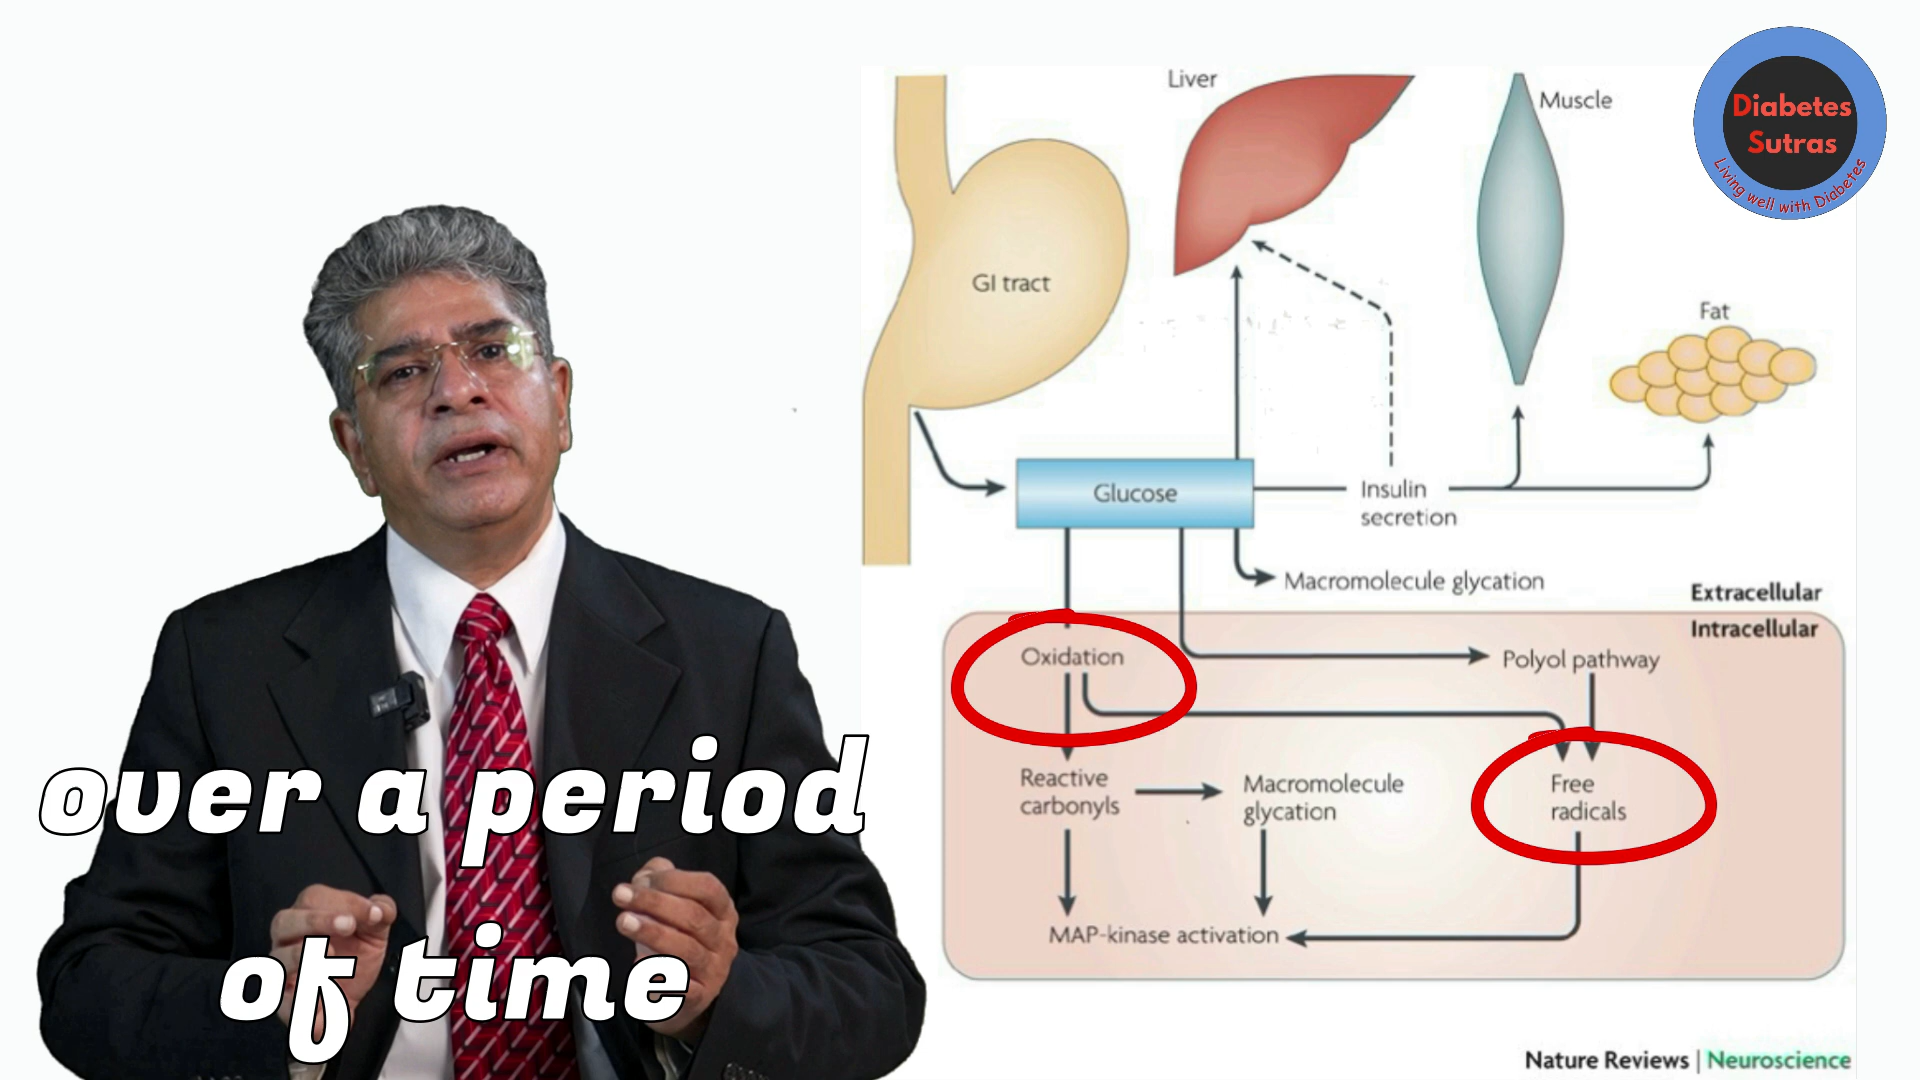 over a period
of time
Liver
Muscle
GI tract
Fat
Glucose
Insulin
secretion
Macromolecule glycation
Extracellular
Intracellular
Oxidation
Polyol pathway
Reactive
carbonyls
Macromolecule
glycation
Free
radicals
MAP-kinase activation
Nature Reviews | Neuroscience
Diabetes
Sutras
Living well with Diabetes